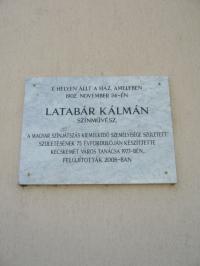 E HELYEN ÁLLT A HÁZ, AMELYBEN
1902. NOVEMBER 24-ÉN
LATABÁR KÁLMÁN
SZÍNMŰVÉSZ,
A MAGYAR SZÍNJÁTSZÁS KIEMELKEDŐ SZEMÉLYISÉGE SZÜLETETT.
SZÜLETÉSÉNEK 75. ÉVFORDULÓJÁN KÉSZÍTTETTE
KECSKEMÉT VÁROS TANÁCSA 1977-BEN.
FELÚJÍTOTTÁK 2008-BAN